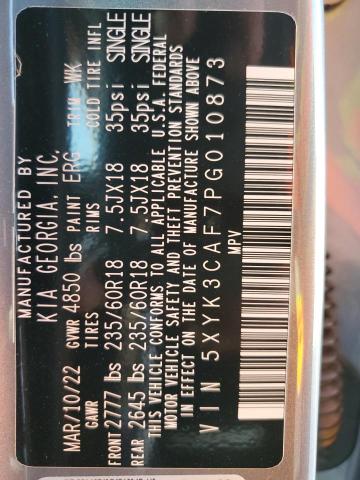 MANUFACTURED BY
KIA GEORGIA, INC.
MAR/10/22 GVWR 4850 lbs PAINT ERG TRIM WK
GAWR TIRES RIMS COLD TIRE INFL
FRONT 2777 lbs 235/60R18 7.5JX18 35psi SINGLE
REAR 2645 lbs 235/60R18 7.5JX18 35psi SINGLE
THIS VEHICLE CONFORMS TO ALL APPLICABLE U.S.A. FEDERAL
MOTOR VEHICLE SAFETY AND THEFT PREVENTION STANDARDS
IN EFFECT ON THE DATE OF MANUFACTURE SHOWN ABOVE
VIN 5XYK3CAF7PG010873
MPV